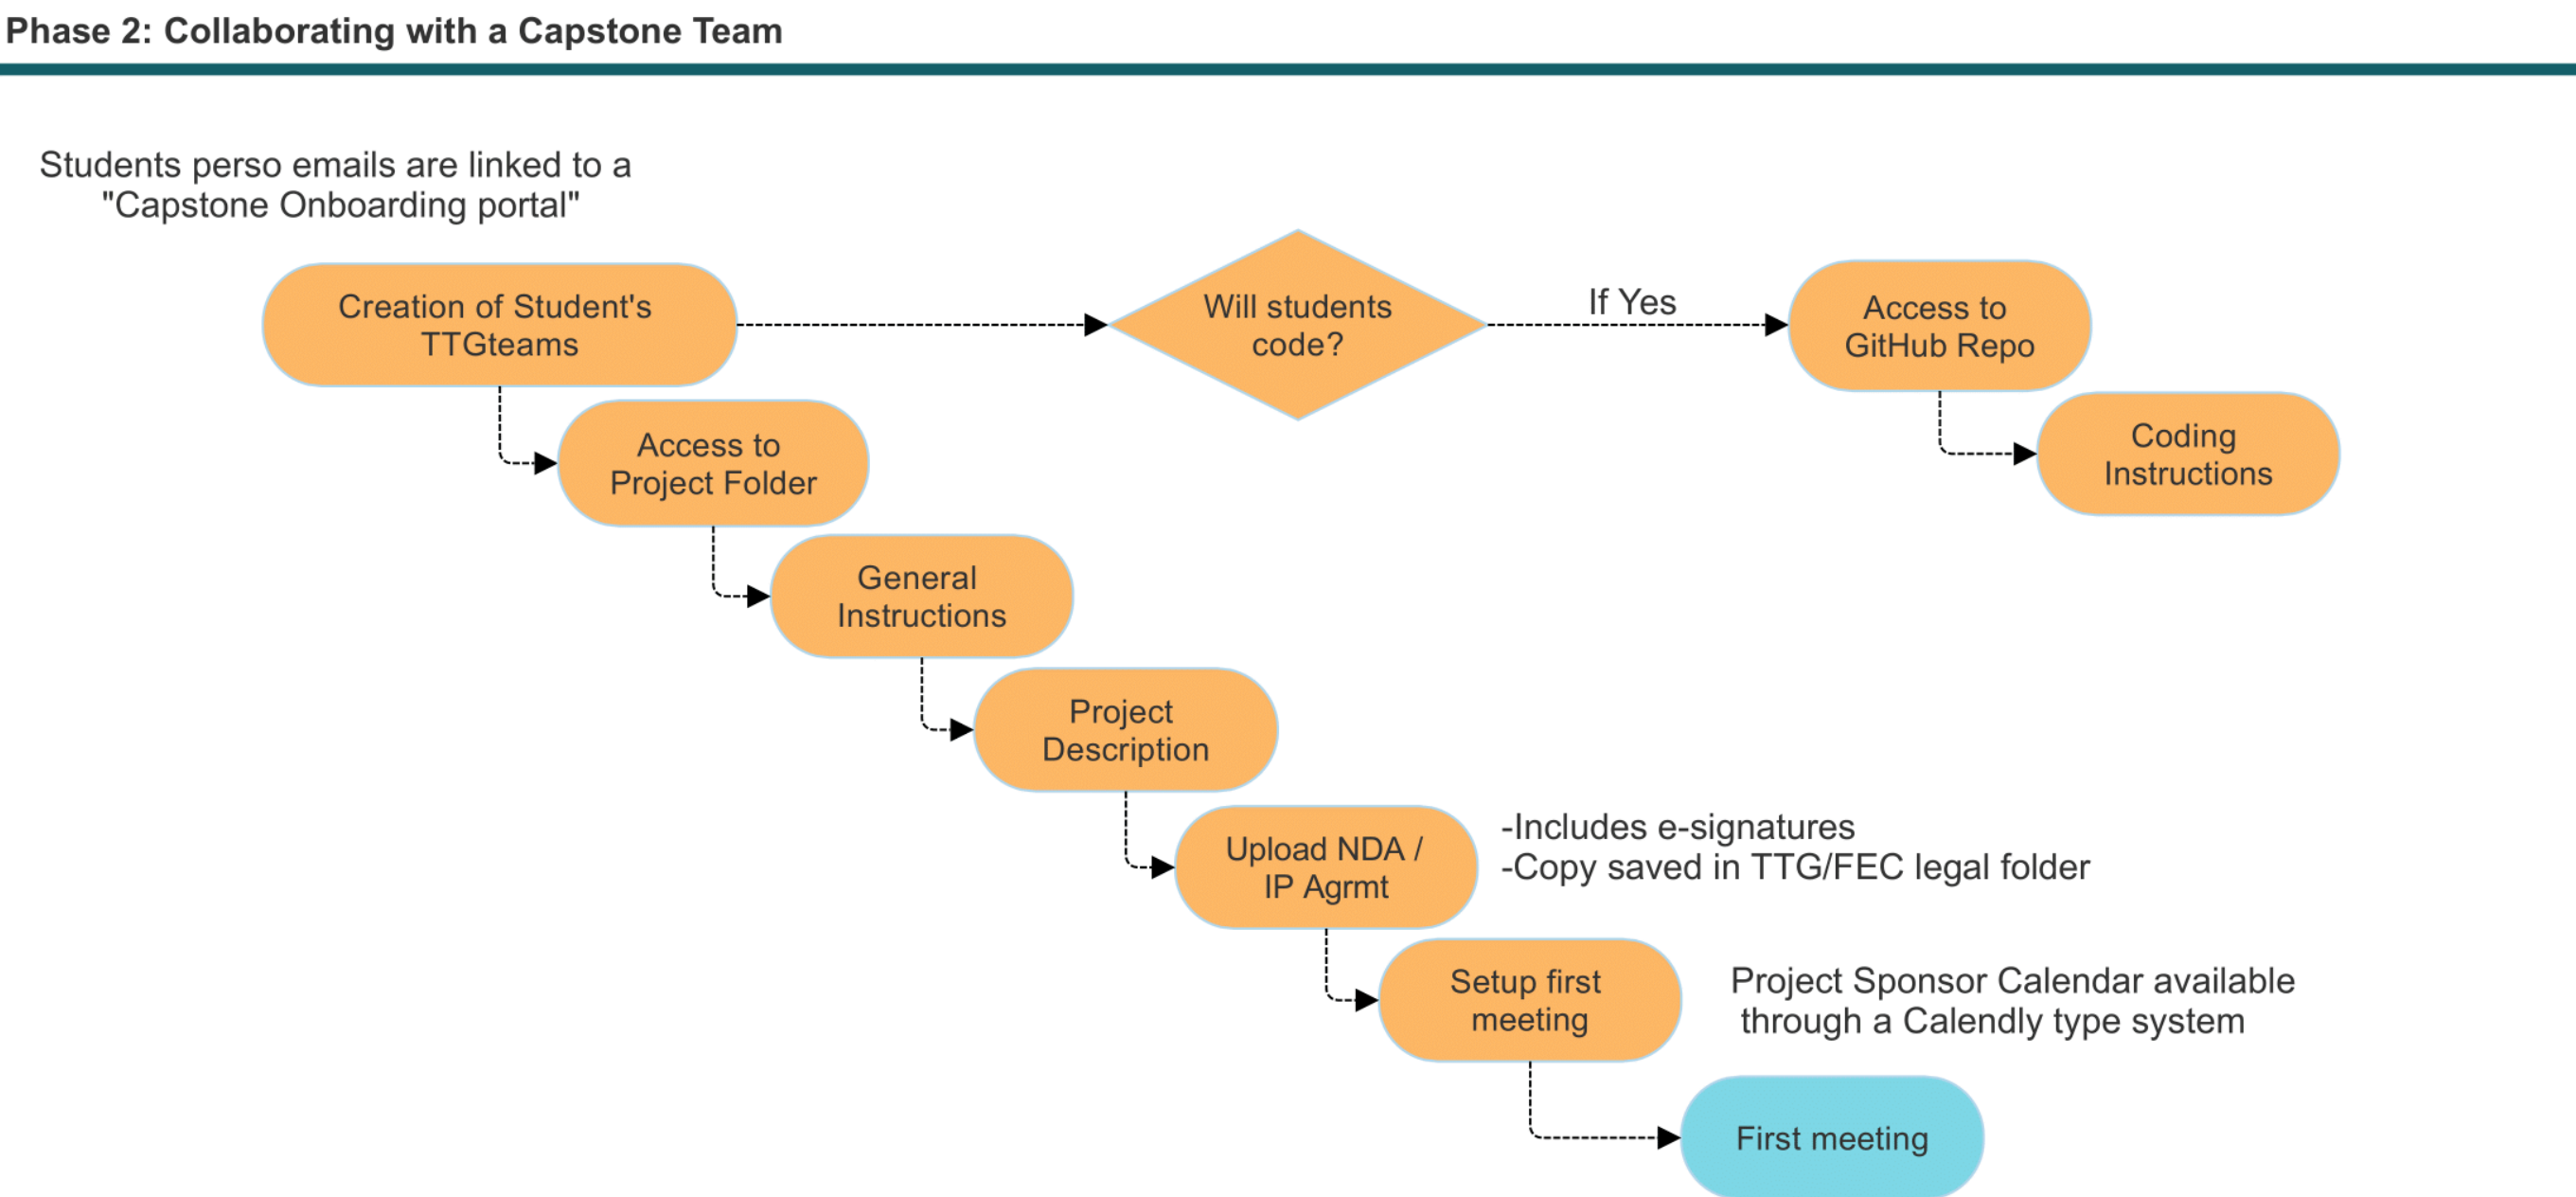 Phase 2: Collaborating with a Capstone Team
Students perso emails are linked to a
"Capstone Onboarding portal"
Creation of Student's
TTGteams
Will students
code?
If Yes
Access to
GitHub Repo
Coding
Instructions
Access to
Project Folder
General
Instructions
Project
Description
Upload NDA /
IP Agrmt
-Includes e-signatures
-Copy saved in TTG/FEC legal folder
Setup first
meeting
Project Sponsor Calendar available
through a Calendly type system
First meeting